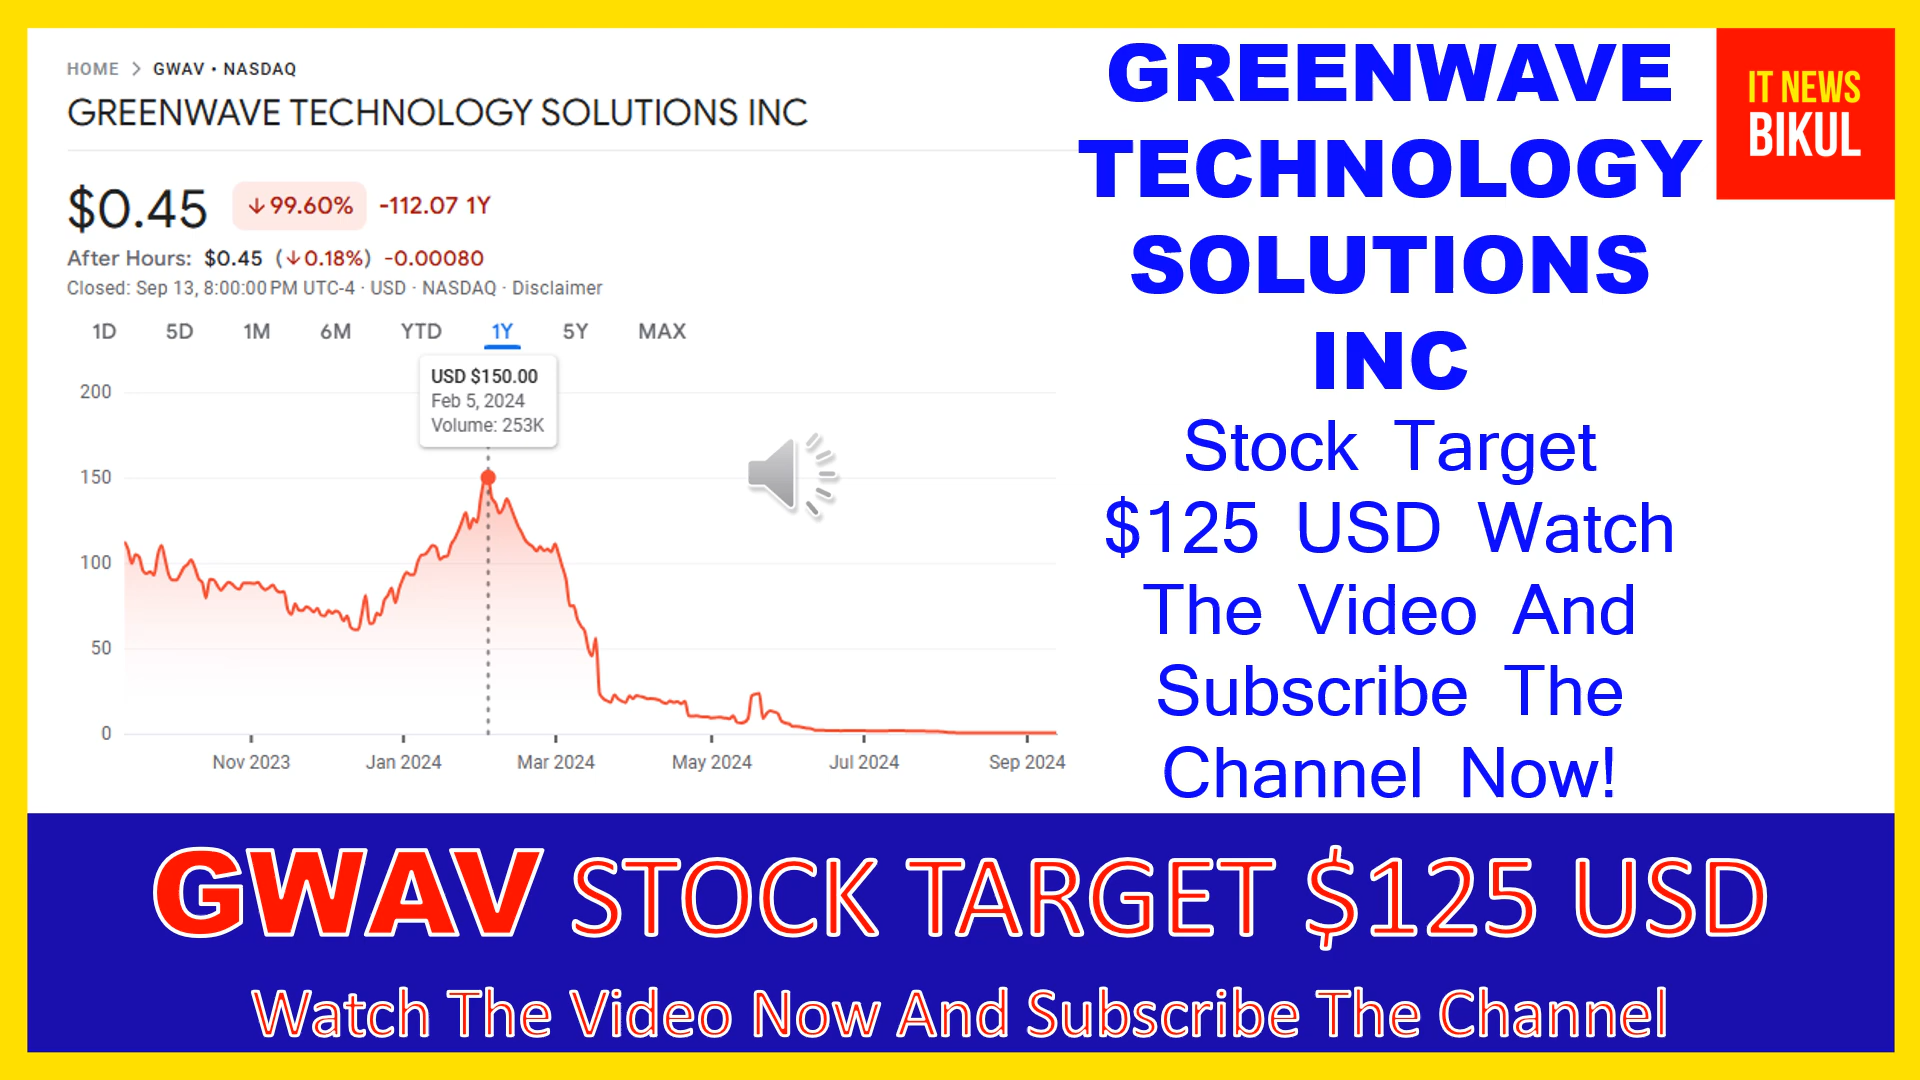 HOME > GWAV • NASDAQ
GREENWAVE TECHNOLOGY SOLUTIONS INC
$0.45 ↓99.60% -112.07 1Y
After Hours: $0.45 (↓0.18%) -0.00080
Closed: Sep 13, 8:00:00 PM UTC-4 · USD · NASDAQ · Disclaimer
1D 5D 1M 6M YTD 1Y 5Y MAX
USD $150.00
Feb 5, 2024
Volume: 253K
200
150
100
50
0
Nov 2023 Jan 2024 Mar 2024 May 2024 Jul 2024 Sep 2024
GREENWAVE
TECHNOLOGY
SOLUTIONS
INC
Stock Target
$125 USD Watch
The Video And
Subscribe The
Channel Now!
IT NEWS
BIKUL
GWAV STOCK TARGET $125 USD
Watch The Video Now And Subscribe The Channel